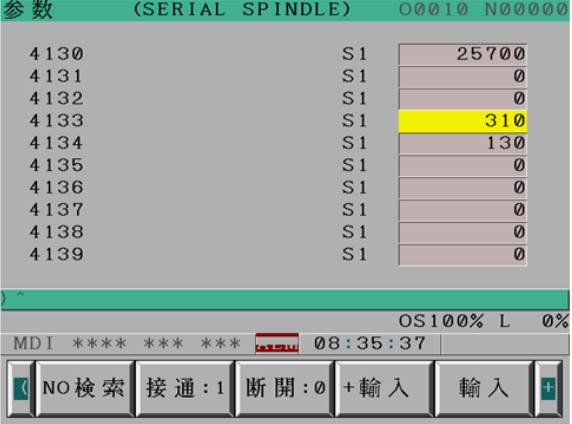 参数 (SERIAL SPINDLE) O0010 N00000
4130 S1 25700
4131 S1 0
4132 S1 0
4133 S1 310
4134 S1 130
4135 S1 0
4136 S1 0
4137 S1 0
4138 S1 0
4139 S1 0
) ^
OS100% L 0%
MDI **** *** *** ALM 08:35:37
NO検索 接通:1 断開:0 +輸入 輸入 +